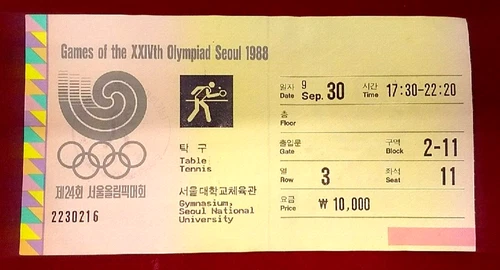 Games of the XXIVth Olympiad Seoul 1988
제24회 서울올림픽대회
2230216
탁 구
Table
Tennis
서울대학교체육관
Gymnasium,
Seoul National
University
일자 9 시간
Date Sep. 30 Time 17:30-22:20
층
Floor
출입문 구역
Gate Block 2-11
열 좌석
Row 3 Seat 11
요금
Price ₩ 10,000